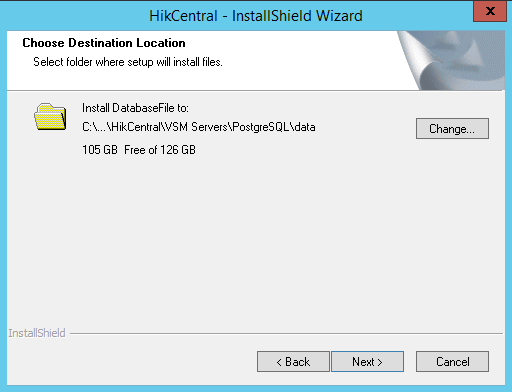 HikCentral - InstallShield Wizard
x
Choose Destination Location
Select folder where setup will install files.
Install DatabaseFile to:
C:\...\HikCentral\VSM Servers\PostgreSQL\data
Change...
105 GB  Free of 126 GB
InstallShield
< Back
Next >
Cancel